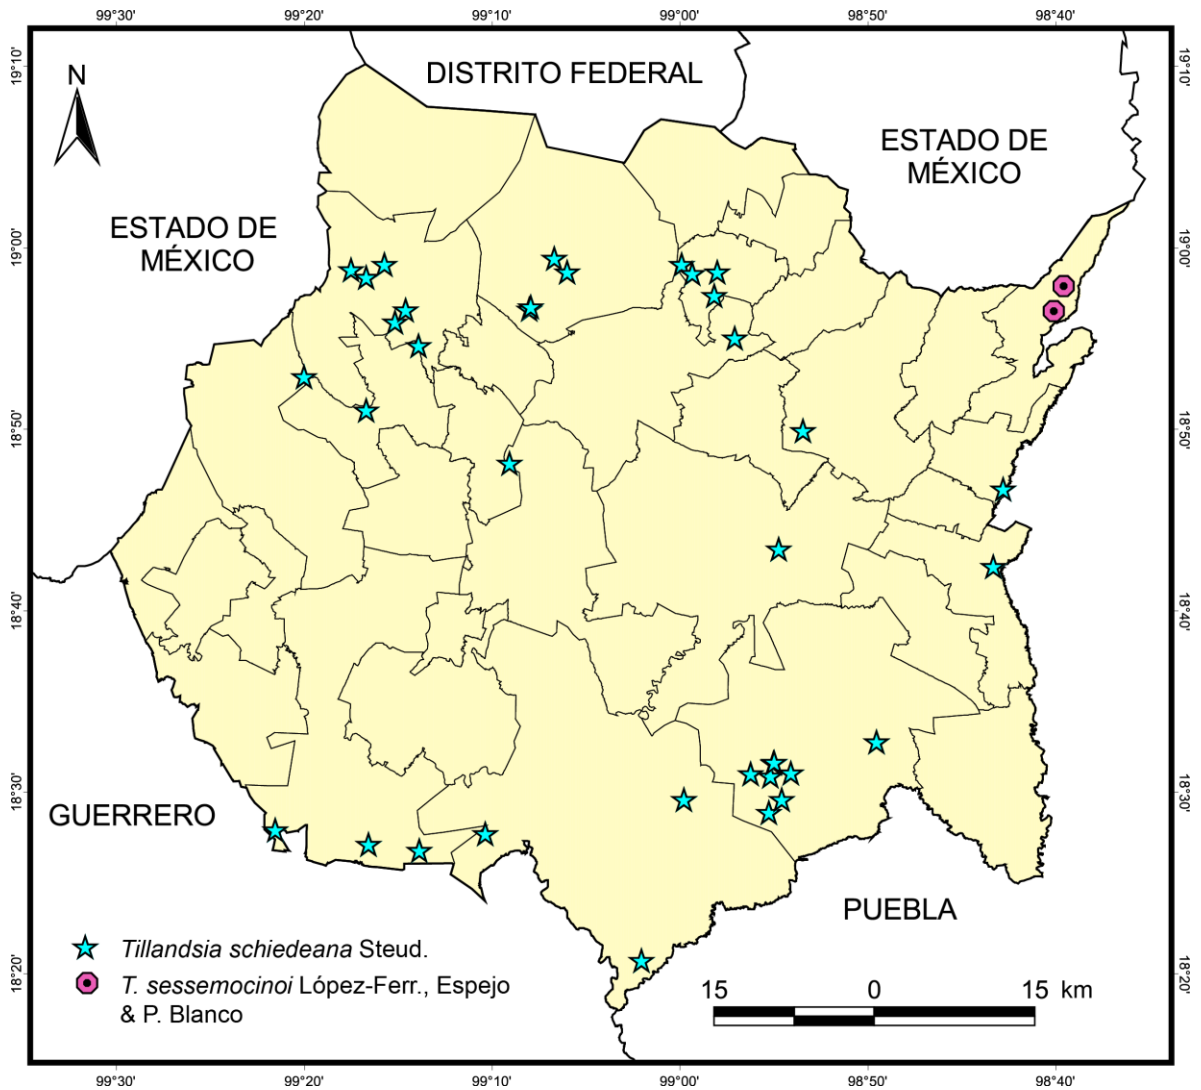 99°30' 99°20' 99°10' 99°00' 98°50' 98°40'
19°10' 19°10'
N
DISTRITO FEDERAL
ESTADO DE
MÉXICO
ESTADO DE
MÉXICO
19°00' 19°00'
18°50' 18°50'
18°40' 18°40'
18°30' 18°30'
GUERRERO
PUEBLA
Tillandsia schiedeana Steud.
T. sessemocinoi López-Ferr., Espejo
& P. Blanco
15 0 15 km
18°20' 18°20'
99°30' 99°20' 99°10' 99°00' 98°50' 98°40'